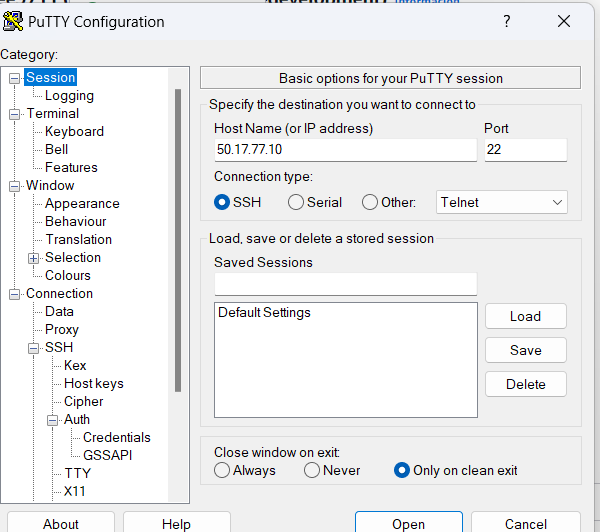 PuTTY Configuration
? ×
Category:
Session
Logging
Terminal
Keyboard
Bell
Features
Window
Appearance
Behaviour
Translation
Selection
Colours
Connection
Data
Proxy
SSH
Kex
Host keys
Cipher
Auth
Credentials
GSSAPI
TTY
X11
Basic options for your PuTTY session
Specify the destination you want to connect to
Host Name (or IP address) Port
50.17.77.10 22
Connection type:
SSH Serial Other: Telnet
Load, save or delete a stored session
Saved Sessions
Default Settings
Load
Save
Delete
Close window on exit:
Always Never Only on clean exit
About Help Open Cancel